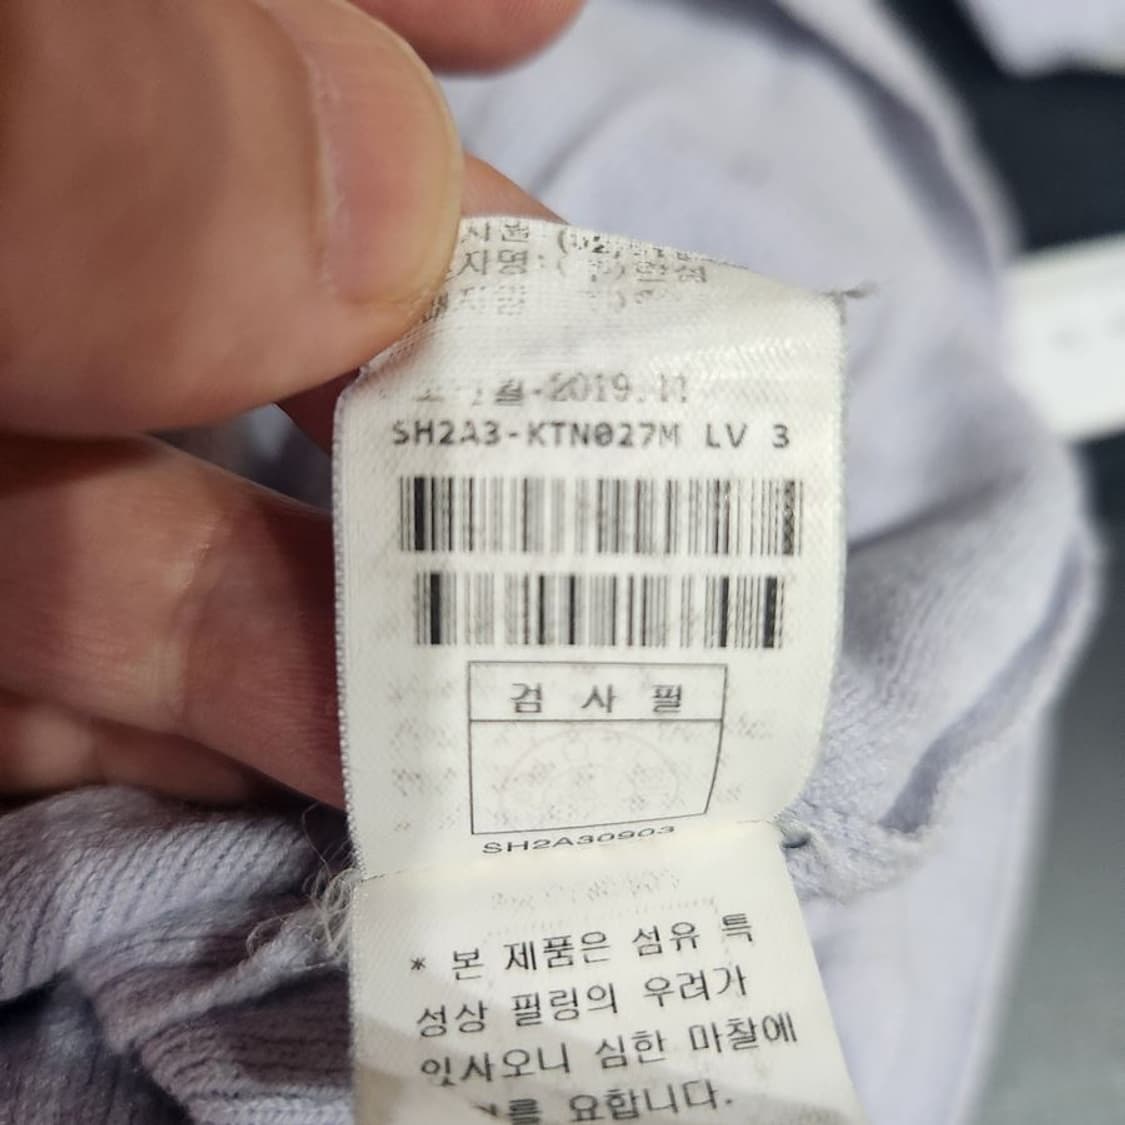 2019.11
SH2A3-KTN027M LV 3
검 사 필
SH2A30903
* 본 제품은 섬유 특
성상 필링의 우려가
잇사오니 심한 마찰에
를 요합니다.